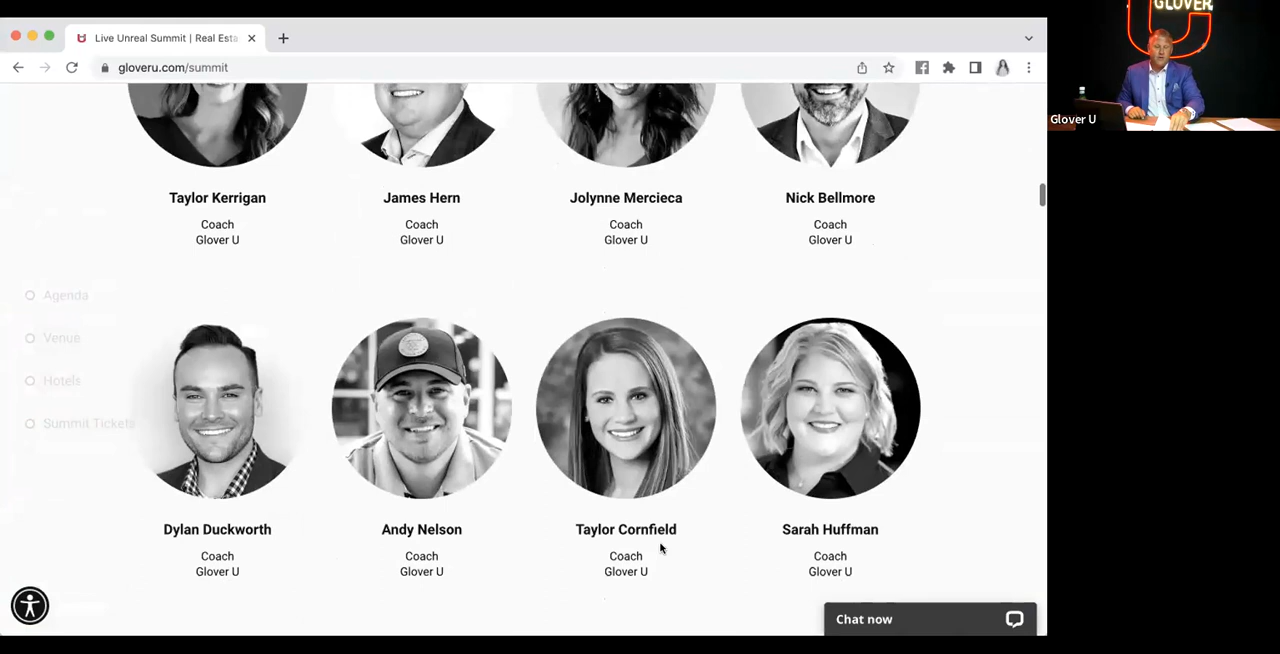 Live Unreal Summit | Real Esta
gloveru.com/summit
GLOVER
Glover U
Taylor Kerrigan
James Hern
Jolynne Mercieca
Nick Bellmore
Coach
Glover U
Coach
Glover U
Coach
Glover U
Coach
Glover U
Agenda
Venue
Hotels
Summit Tickets
Dylan Duckworth
Andy Nelson
Taylor Cornfield
Sarah Huffman
Coach
Glover U
Coach
Glover U
Coach
Glover U
Coach
Glover U
Chat now